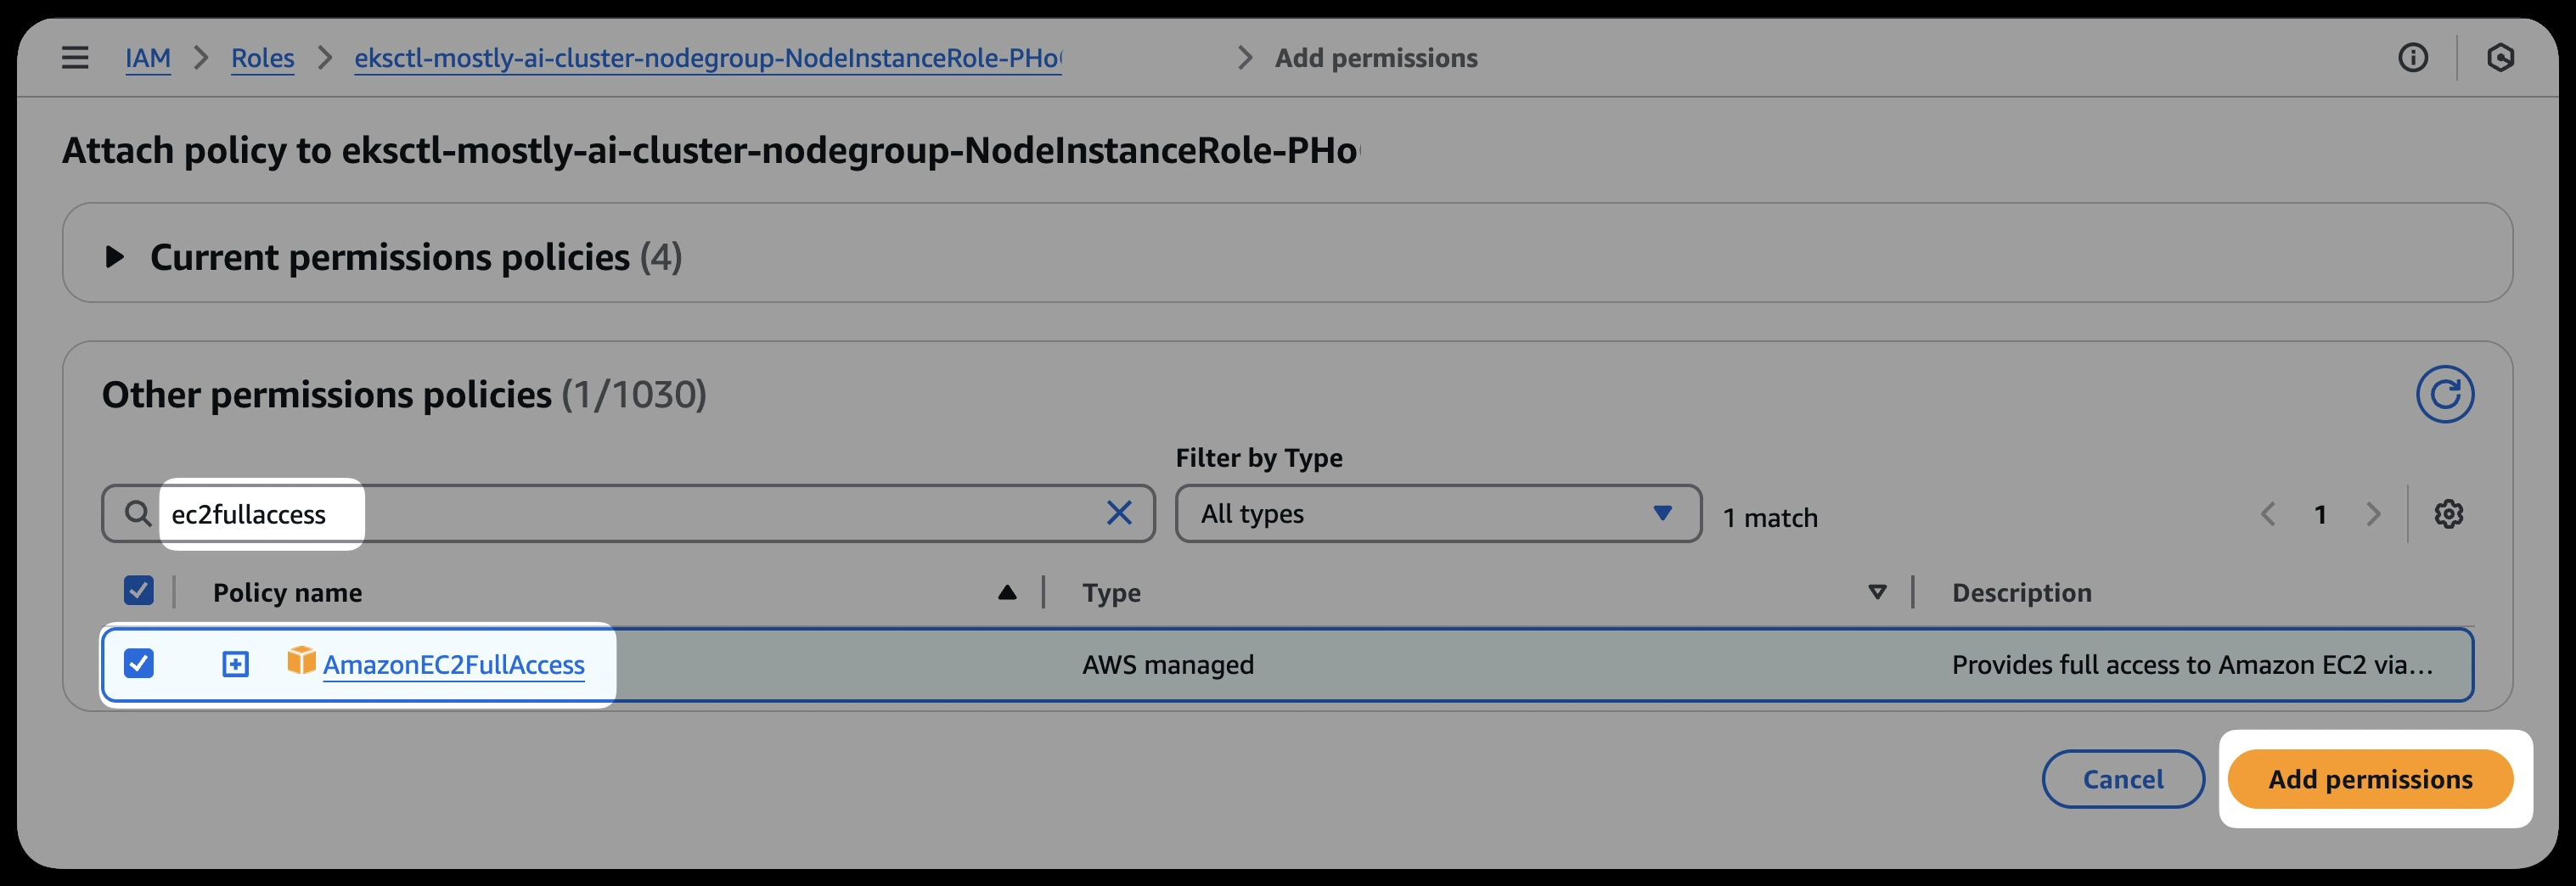 IAM > Roles > eksctl-mostly-ai-cluster-nodegroup-NodeInstanceRole-PHo > Add permissions
Attach policy to eksctl-mostly-ai-cluster-nodegroup-NodeInstanceRole-PHo
Current permissions policies (4)
Other permissions policies (1/1030)
Filter by Type
ec2fullaccess
All types
1 match
1
Policy name
Type
Description
AmazonEC2FullAccess
AWS managed
Provides full access to Amazon EC2 via…
Cancel
Add permissions